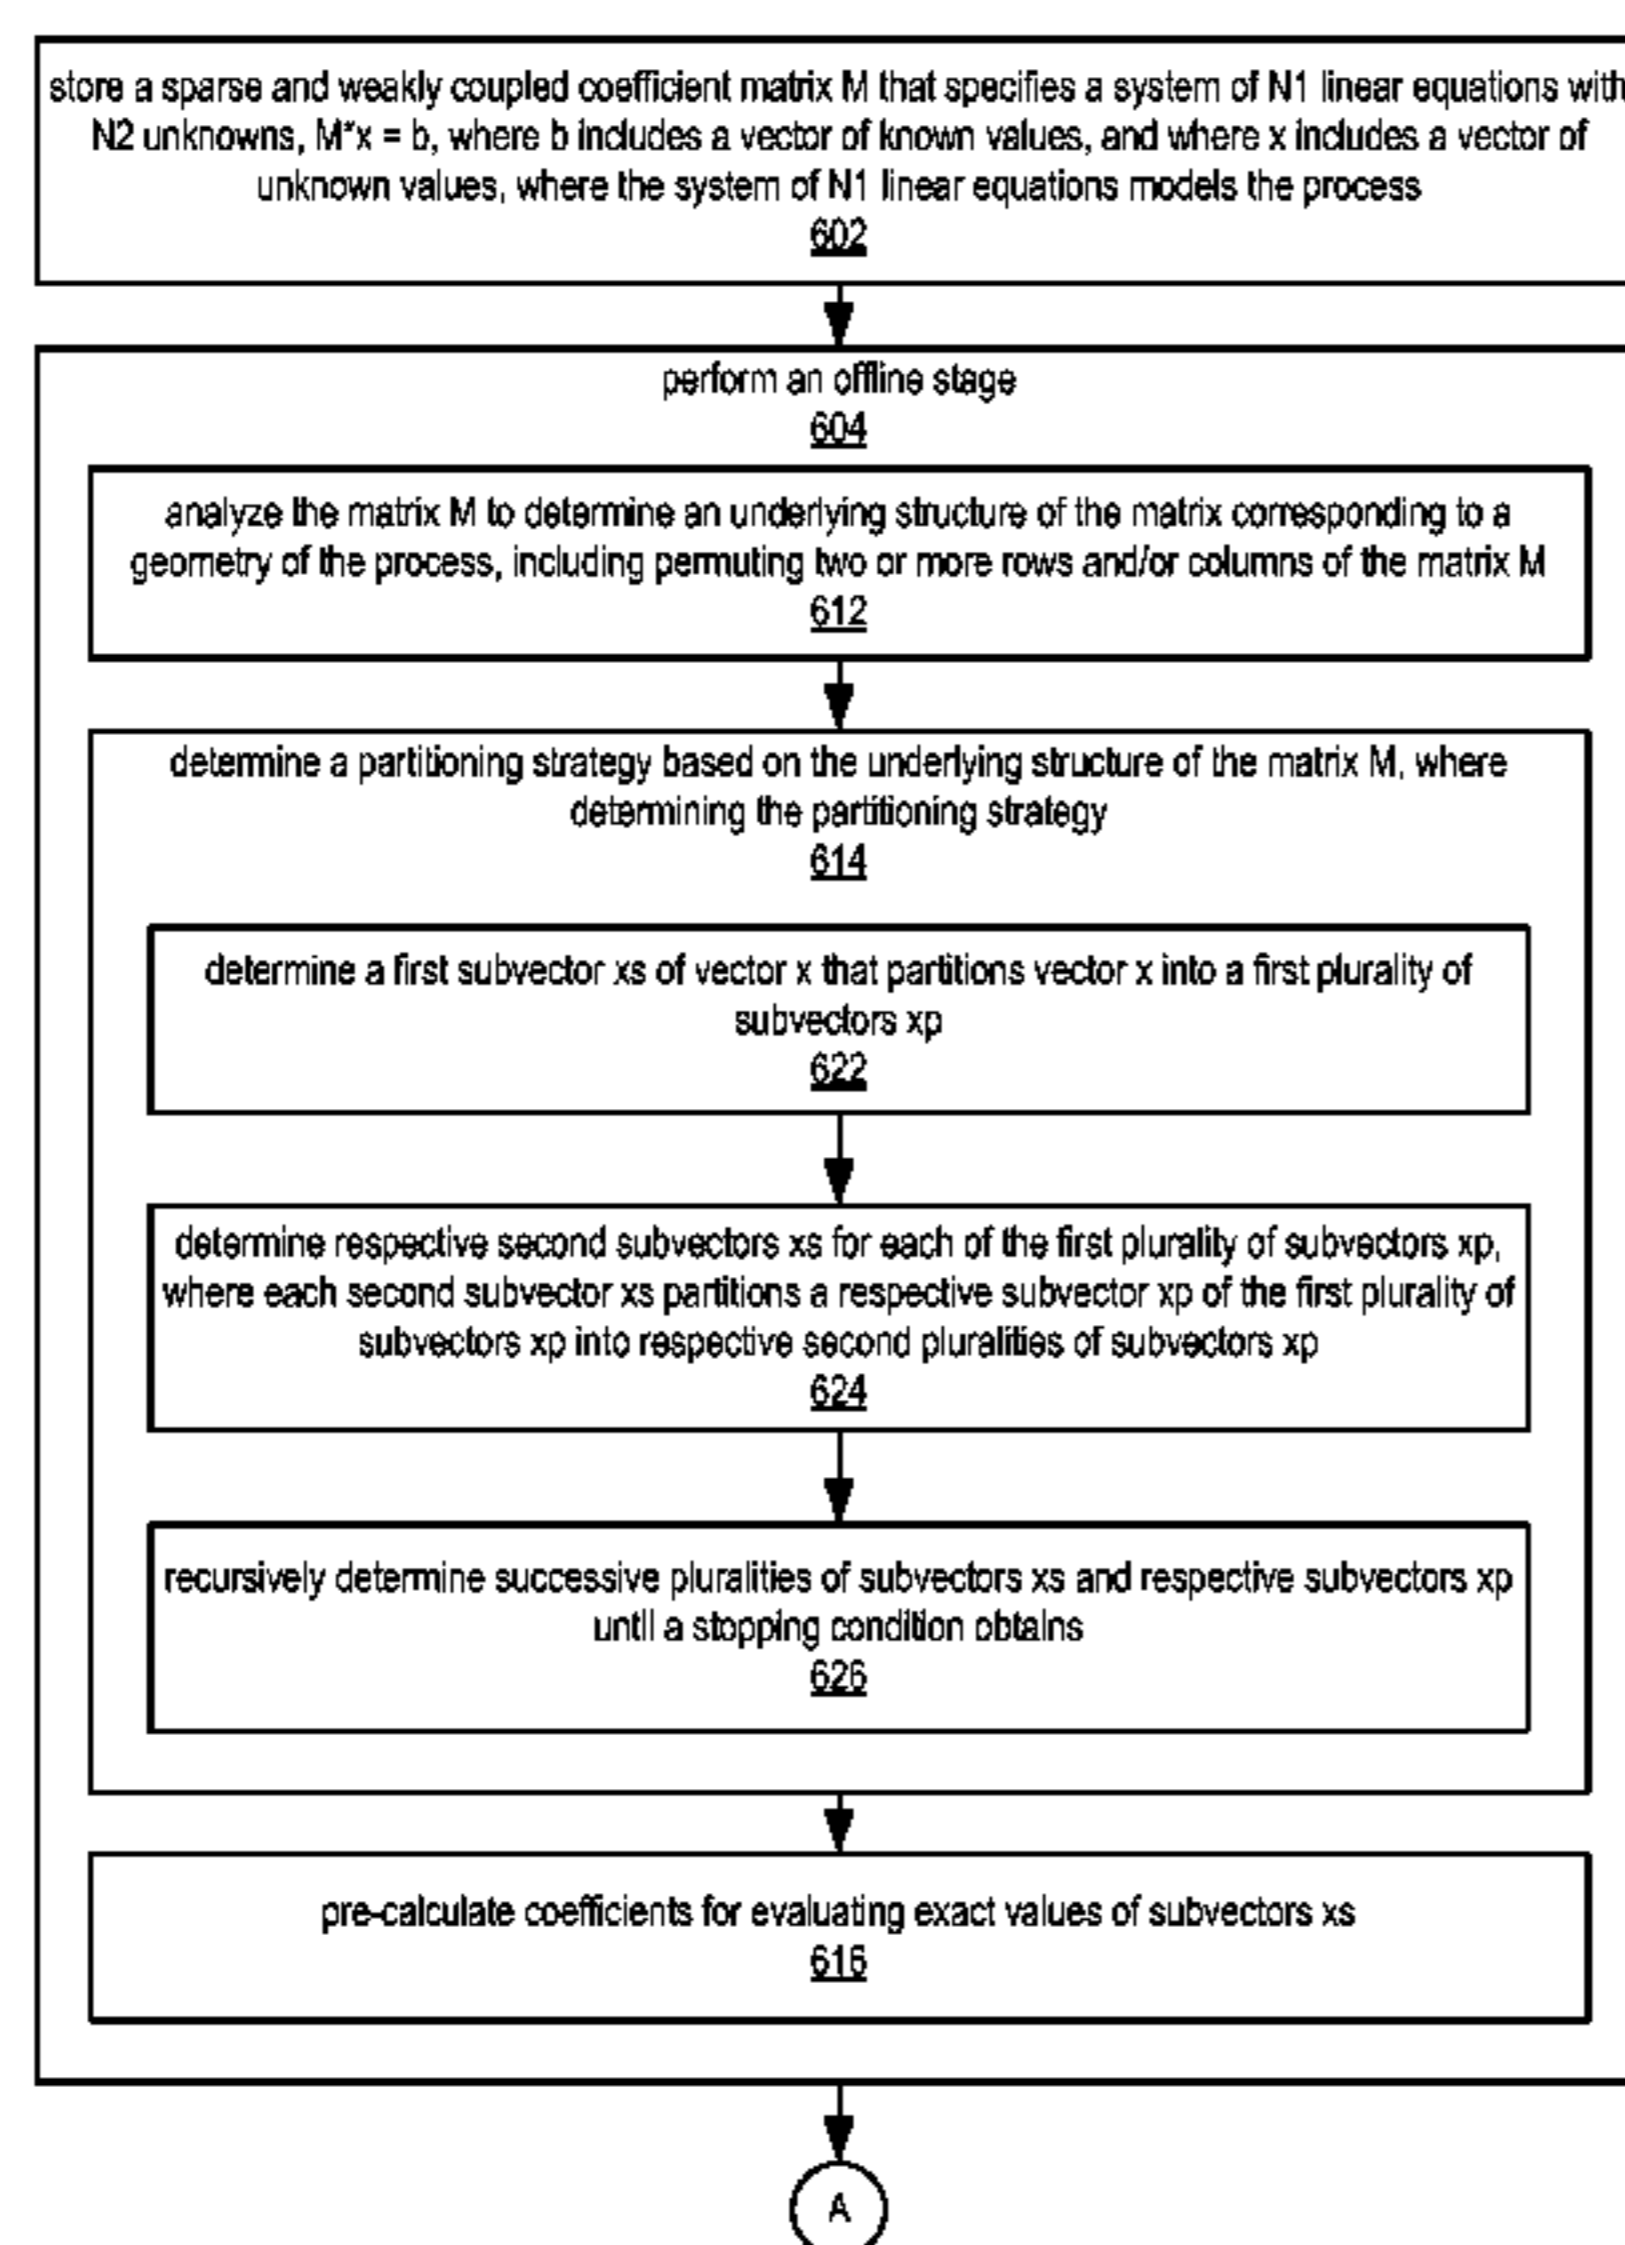 store a sparse and weakly coupled coefficient matrix M that specifies a system of N1 linear equations with
N2 unknowns, M*x = b, where b includes a vector of known values, and where x includes a vector of
unknown values, where the system of N1 linear equations models the process
602
perform an offline stage
604
analyze the matrix M to determine an underlying structure of the matrix corresponding to a
geometry of the process, including permuting two or more rows and/or columns of the matrix M
612
determine a partitioning strategy based on the underlying structure of the matrix M, where
determining the partitioning strategy
614
determine a first subvector xs of vector x that partitions vector x into a first plurality of
subvectors xp
622
determine respective second subvectors xs for each of the first plurality of subvectors xp,
where each second subvector xs partitions a respective subvector xp of the first plurality of
subvectors xp into respective second pluralities of subvectors xp
624
recursively determine successive pluralities of subvectors xs and respective subvectors xp
until a stopping condition obtains
626
pre-calculate coefficients for evaluating exact values of subvectors xs
616
A